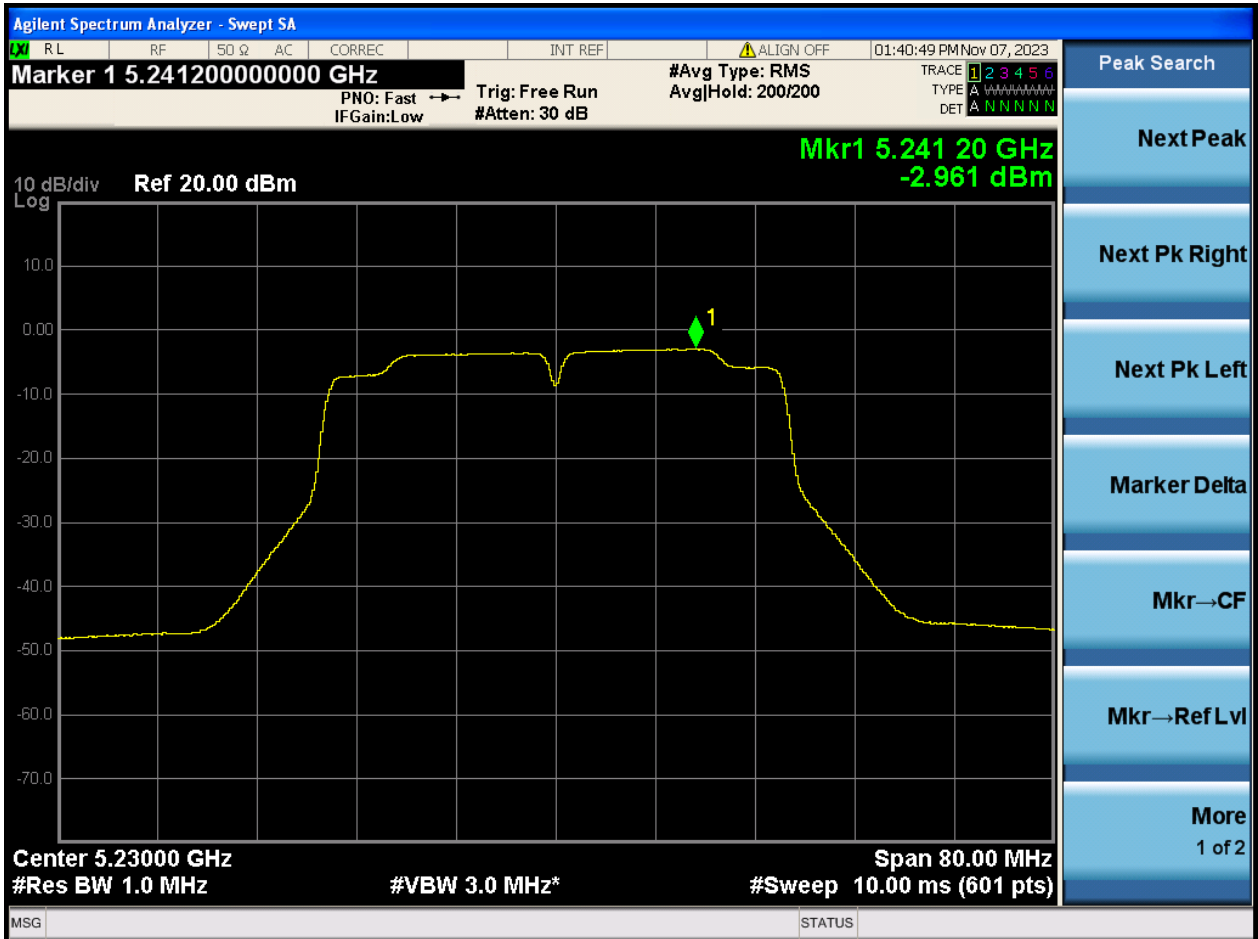 Agilent Spectrum Analyzer - Swept SA
LXI RL RF 50 Ω AC CORREC INT REF ALIGN OFF 01:40:49 PM Nov 07, 2023
Marker 1 5.241200000000 GHz
PNO: Fast
IFGain:Low
Trig: Free Run
#Atten: 30 dB
#Avg Type: RMS
Avg|Hold: 200/200
TRACE 1 2 3 4 5 6
TYPE A
DET A N N N N N
Mkr1 5.241 20 GHz
-2.961 dBm
10 dB/div Ref 20.00 dBm
Log
10.0
0.00
-10.0
-20.0
-30.0
-40.0
-50.0
-60.0
-70.0
1
Center 5.23000 GHz Span 80.00 MHz
#Res BW 1.0 MHz #VBW 3.0 MHz* #Sweep 10.00 ms (601 pts)
MSG STATUS
Peak Search
Next Peak
Next Pk Right
Next Pk Left
Marker Delta
Mkr→CF
Mkr→Ref Lvl
More
1 of 2